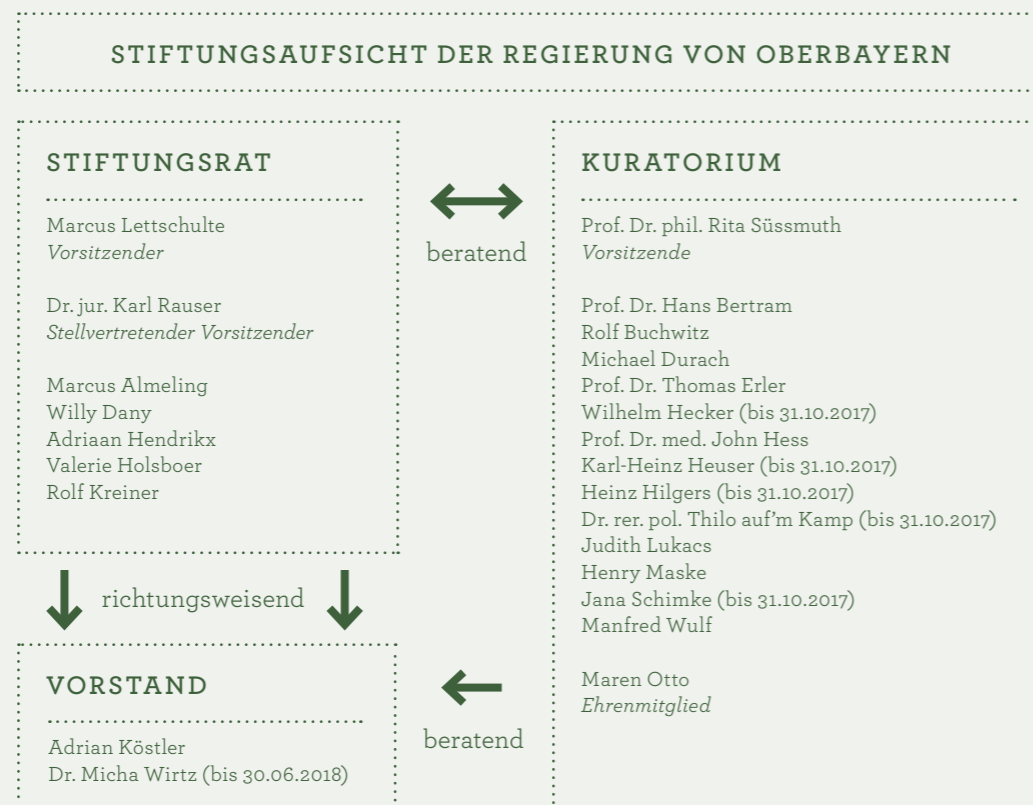 STIFTUNGSAUFSICHT DER REGIERUNG VON OBERBAYERN
STIFTUNGSRAT
Marcus Lettschulte
Vorsitzender
Dr. jur. Karl Rauser
Stellvertretender Vorsitzender
Marcus Almeling
Willy Dany
Adriaan Hendrikx
Valerie Holsboer
Rolf Kreiner
beratend
KURATORIUM
Prof. Dr. phil. Rita Süssmuth
Vorsitzende
Prof. Dr. Hans Bertram
Rolf Buchwitz
Michael Durach
Prof. Dr. Thomas Erler
Wilhelm Hecker (bis 31.10.2017)
Prof. Dr. med. John Hess
Karl-Heinz Heuser (bis 31.10.2017)
Heinz Hilgers (bis 31.10.2017)
Dr. rer. pol. Thilo auf’m Kamp (bis 31.10.2017)
Judith Lukacs
Henry Maske
Jana Schimke (bis 31.10.2017)
Manfred Wulf
Maren Otto
Ehrenmitglied
richtungsweisend
VORSTAND
Adrian Köstler
Dr. Micha Wirtz (bis 30.06.2018)
beratend